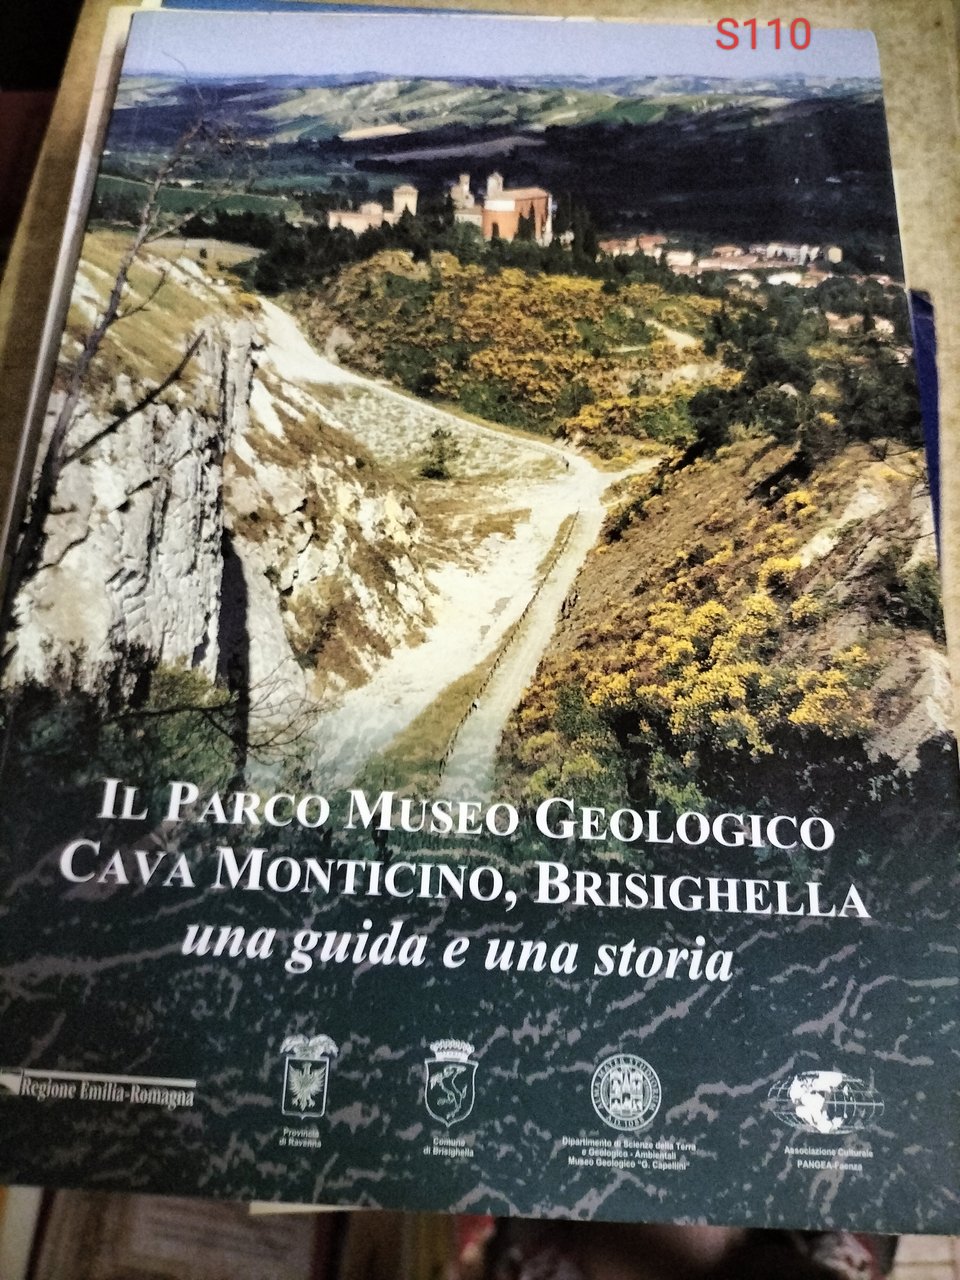 S110
IL PARCO MUSEO GEOLOGICO
CAVA MONTICINO, BRISIGHELLA
una guida e una storia
Regione Emilia-Romagna
Provincia
di Ravenna
Comune
di Brisighella
Dipartimento di Scienze della Terra
e Geologico - Ambientali
Museo Geologico "G. Capellini"
Associazione Culturale
PANGEA-Faenza